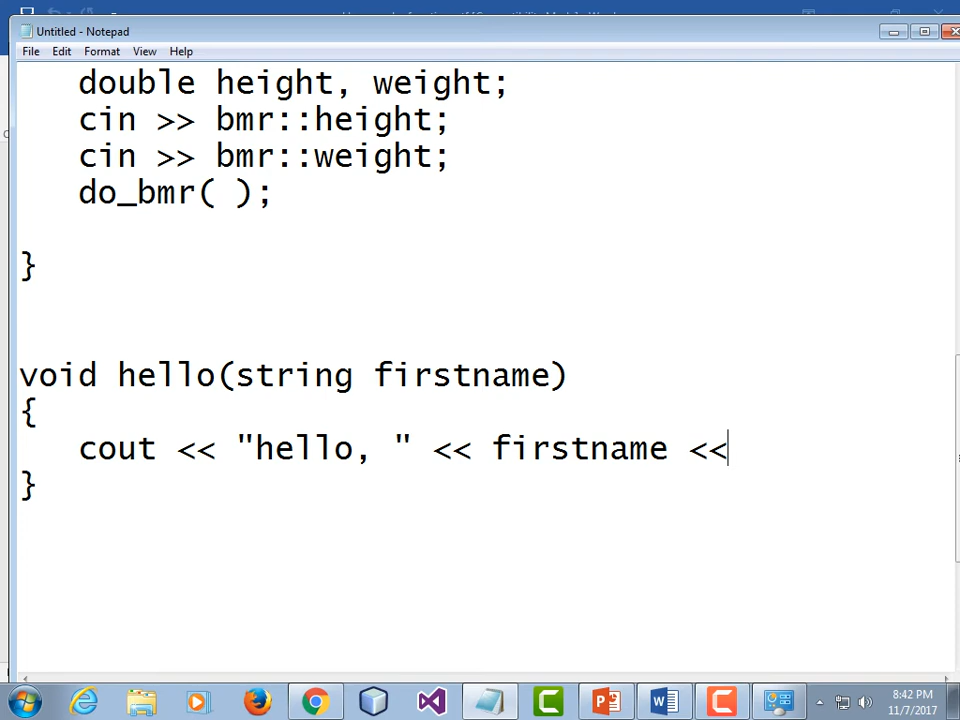 Untitled - Notepad
File Edit Format View Help
double height, weight;
cin >> bmr::height;
cin >> bmr::weight;
do_bmr( );
}
void hello(string firstname)
{
cout << "hello, " << firstname <<
}
8:42 PM
11/7/2017